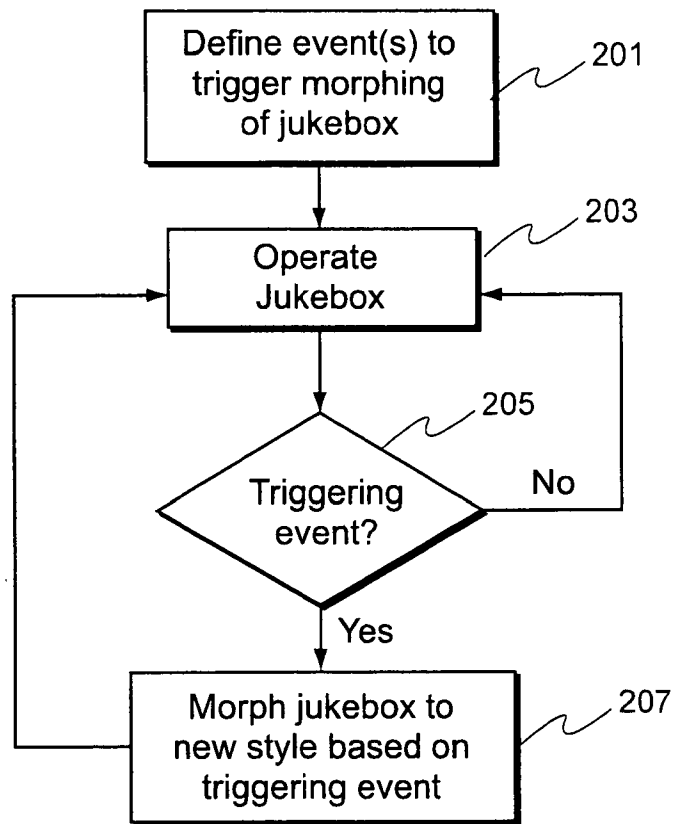 Define event(s) to
trigger morphing
of jukebox
201
203
Operate
Jukebox
205
Triggering
event?
No
Yes
Morph jukebox to
new style based on
triggering event
207